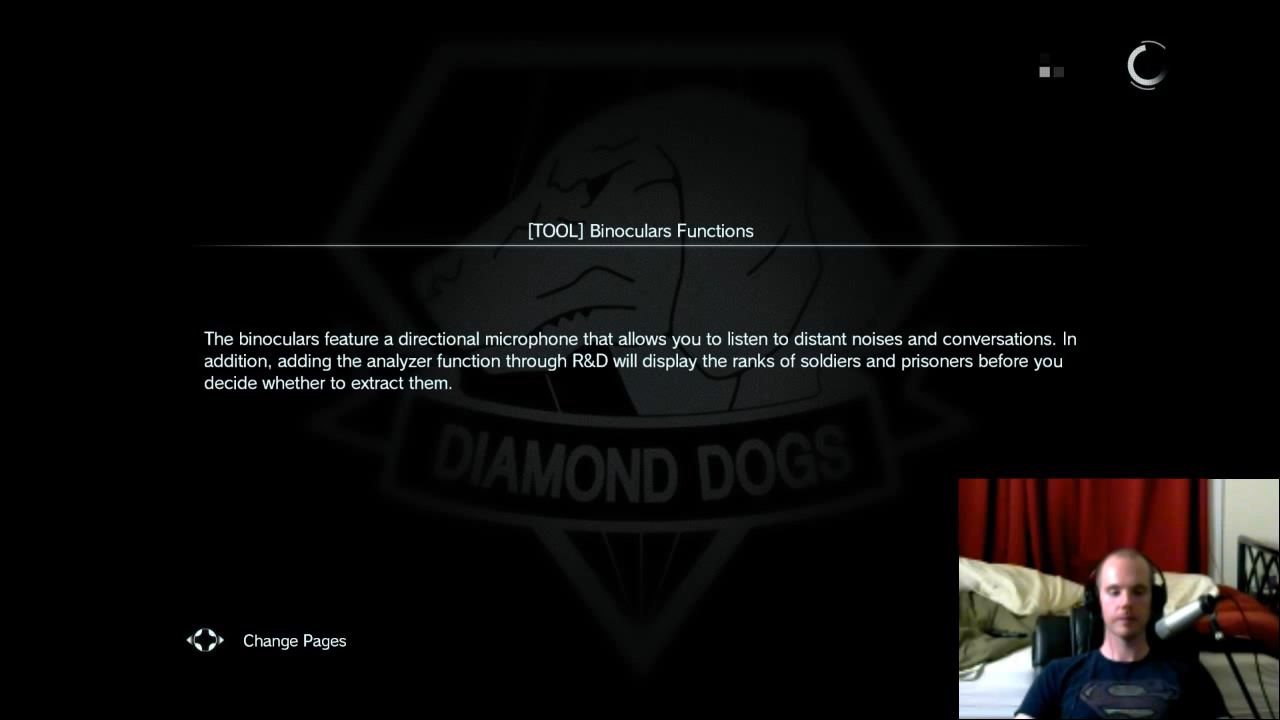 [TOOL] Binoculars Functions
The binoculars feature a directional microphone that allows you to listen to distant noises and conversations. In
addition, adding the analyzer function through R&D will display the ranks of soldiers and prisoners before you
decide whether to extract them.
DIAMOND DOGS
Change Pages